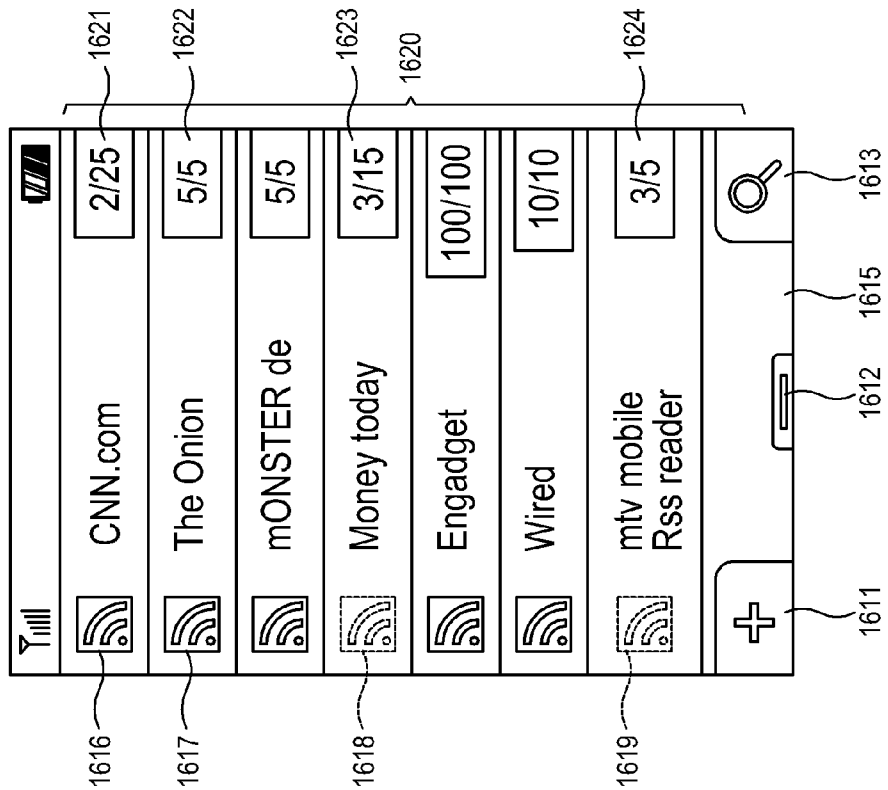 CNN.com
2/25
The Onion
5/5
mONSTER de
5/5
Money today
3/15
Engadget
100/100
Wired
10/10
mtv mobile
Rss reader
3/5
1616
1617
1618
1619
1621
1622
1623
1620
1624
1611
1612
1615
1613